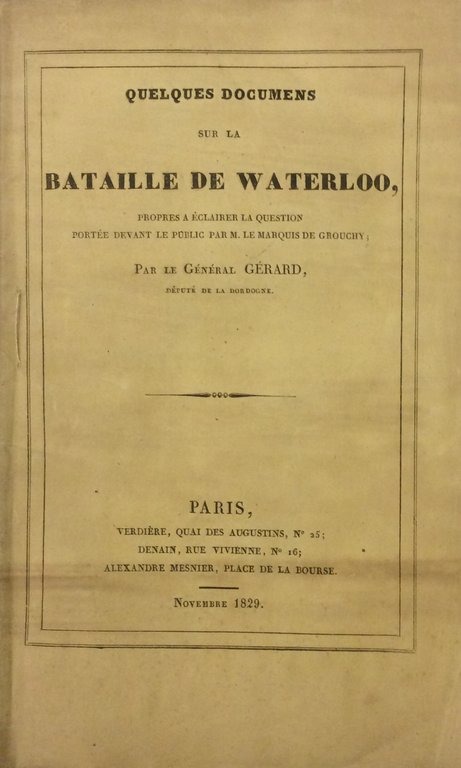 QUELQUES DOCUMENS
SUR LA
BATAILLE DE WATERLOO,
PROPRES A ÉCLAIRER LA QUESTION
PORTÉE DEVANT LE PUBLIC PAR M. LE MARQUIS DE GROUCHY;
PAR LE GÉNÉRAL GÉRARD,
DÉPUTÉ DE LA DORDOGNE.
PARIS,
VERDIÈRE, QUAI DES AUGUSTINS, Nº 25;
DENAIN, RUE VIVIENNE, Nº 16;
ALEXANDRE MESNIER, PLACE DE LA BOURSE.
NOVEMBRE 1829.